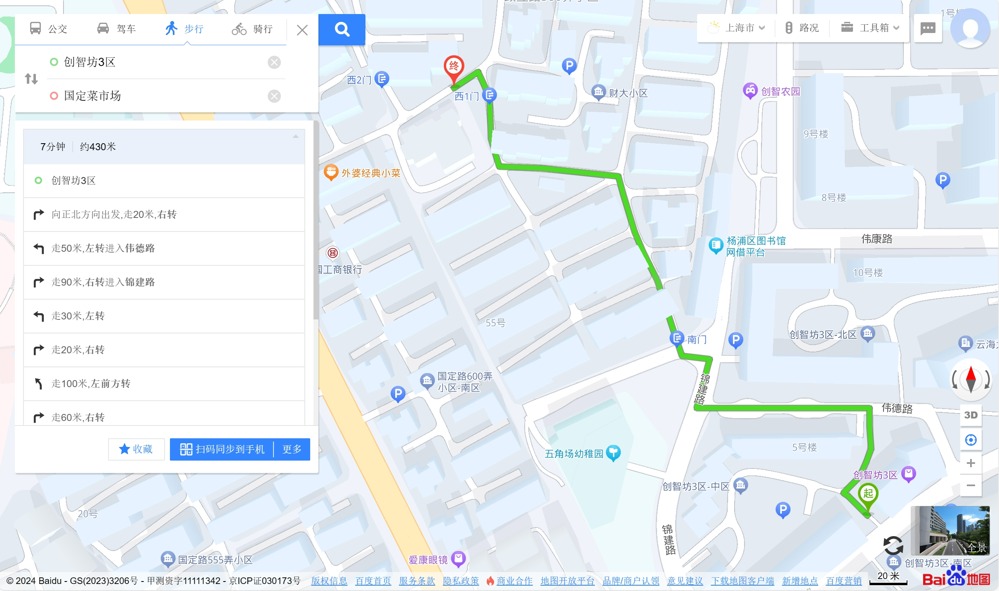 公交
驾车
步行
骑行
上海市
路况
工具箱
创智坊3区
国定菜市场
7分钟
约430米
创智坊3区
向正北方向出发,走20米,右转
走50米,左转进入伟德路
走90米,右转进入锦建路
走30米,左转
走20米,右转
走100米,左前方转
走60米,右转
收藏
扫码同步到手机
更多
1号
终
西2门
西1门
P
财大小区
创智农园
9号楼
8号楼
P
外婆经典小菜
伟康路
杨浦区图书馆
网借平台
国工商银行
10号楼
55号
南门
P
创智坊3区-北区
云海
国定路600弄
小区-南区
P
锦建路
伟德路
3D
5号楼
五角场幼稚园
创智坊3区
创智坊3区-中区
起
P
20号
锦建路
全景
国定路555弄小区
爱康眼镜
创智坊3区-南区
20 米
Bai du 地图
© 2024 Baidu - GS(2023)3206号 - 甲测资字11111342 - 京ICP证030173号 版权信息 百度首页 服务条款 隐私政策 商业合作 地图开放平台 品牌/商户认领 意见建议 下载地图客户端 新增地点 百度营销